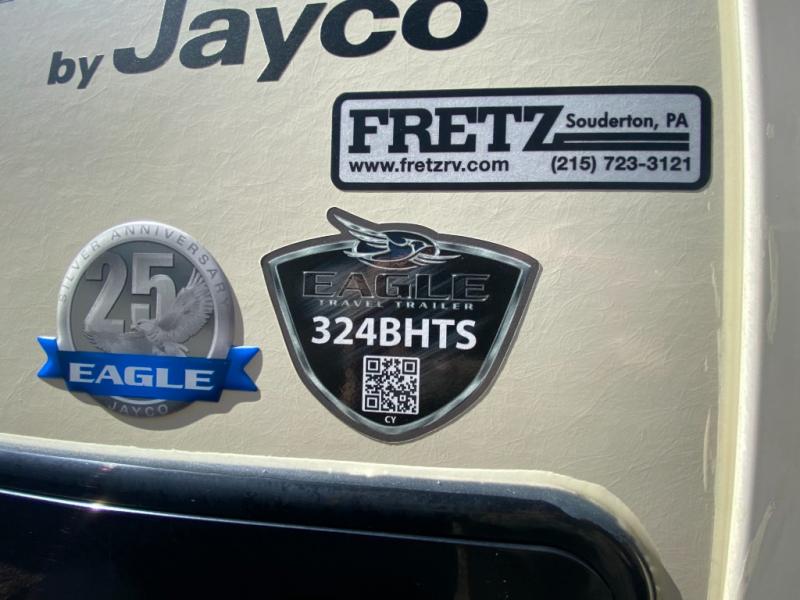 by Jayco
FRETZ Souderton, PA
www.fretzrv.com (215) 723-3121
SILVER ANNIVERSARY
25
EAGLE
JAYCO
EAGLE
TRAVEL TRAILER
324BHTS
CY